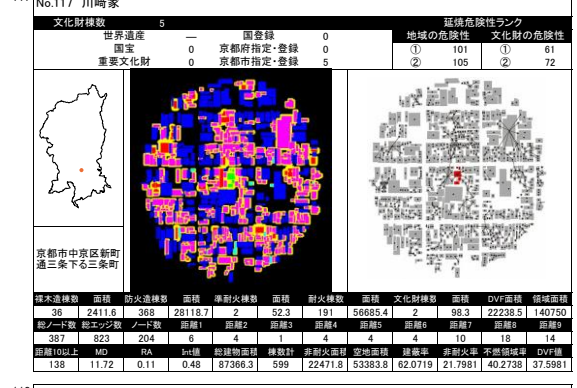 No.117 川崎家
文化財棟数 5 延焼危険性ランク
世界遺産 — 国登録 0 地域の危険性 文化財の危険性
国宝 0 京都府指定・登録 0 ① 101 ① 61
重要文化財 0 京都市指定・登録 5 ② 105 ② 72
京都市中京区新町
通三条下る三条町
裸木造棟数 面積 防火造棟数 面積 準耐火棟数 面積 耐火棟数 面積 文化財棟数 面積 DVF面積 領域面積
36 2411.6 368 28118.7 2 52.3 191 56685.4 2 98.3 22238.5 140750
総ノード数 総エッジ数 ノード数 距離1 距離2 距離3 距離4 距離5 距離6 距離7 距離8 距離9
387 823 204 6 4 1 4 4 4 10 18 14
距離10以上 MD RA Int値 総建物面積 棟数計 非耐火面積 空地面積 建蔽率 非耐火率 不燃領域率 DVF値
138 11.72 0.11 0.48 87366.3 599 22471.8 53383.8 62.0719 21.7981 40.2738 37.5981